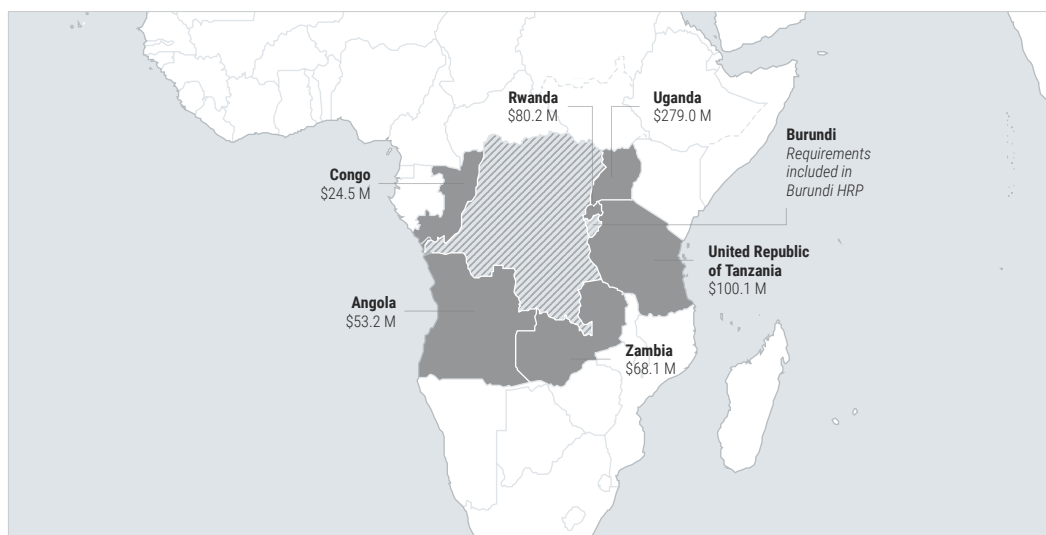 Rwanda
$80.2 M
Uganda
$279.0 M
Burundi
Requirements
included in
Burundi HRP
Congo
$24.5 M
United Republic
of Tanzania
$100.1 M
Angola
$53.2 M
Zambia
$68.1 M